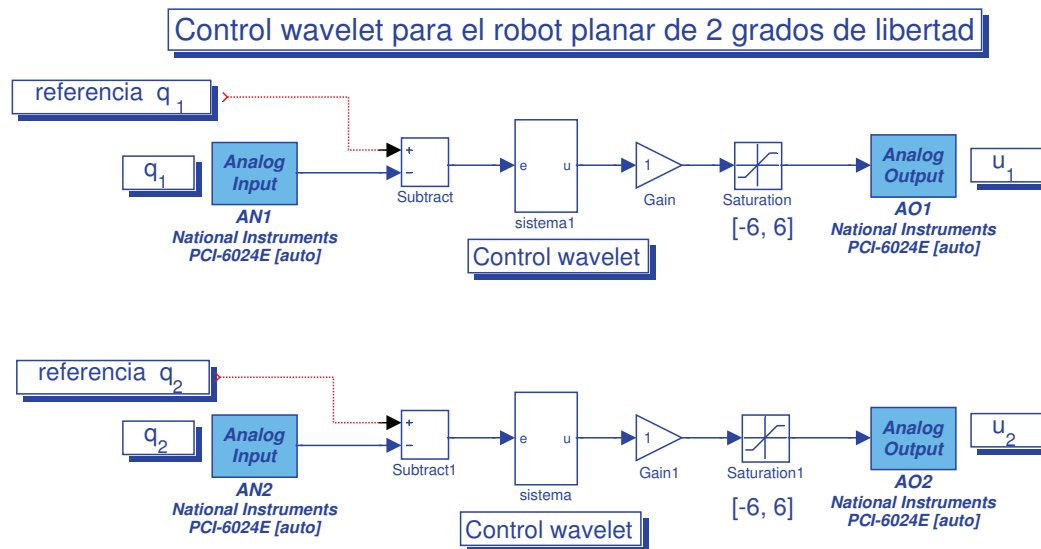 Control wavelet para el robot planar de 2 grados de libertad
referencia q1
q1
Analog
Input
AN1
National Instruments
PCI-6024E [auto]
+
−
Subtract
e u
sistema1
Control wavelet
1
Gain
Saturation
[-6, 6]
Analog
Output
AO1
National Instruments
PCI-6024E [auto]
u1
referencia q2
q2
Analog
Input
AN2
National Instruments
PCI-6024E [auto]
+
−
Subtract1
e u
sistema
Control wavelet
1
Gain1
Saturation1
[-6, 6]
Analog
Output
AO2
National Instruments
PCI-6024E [auto]
u2